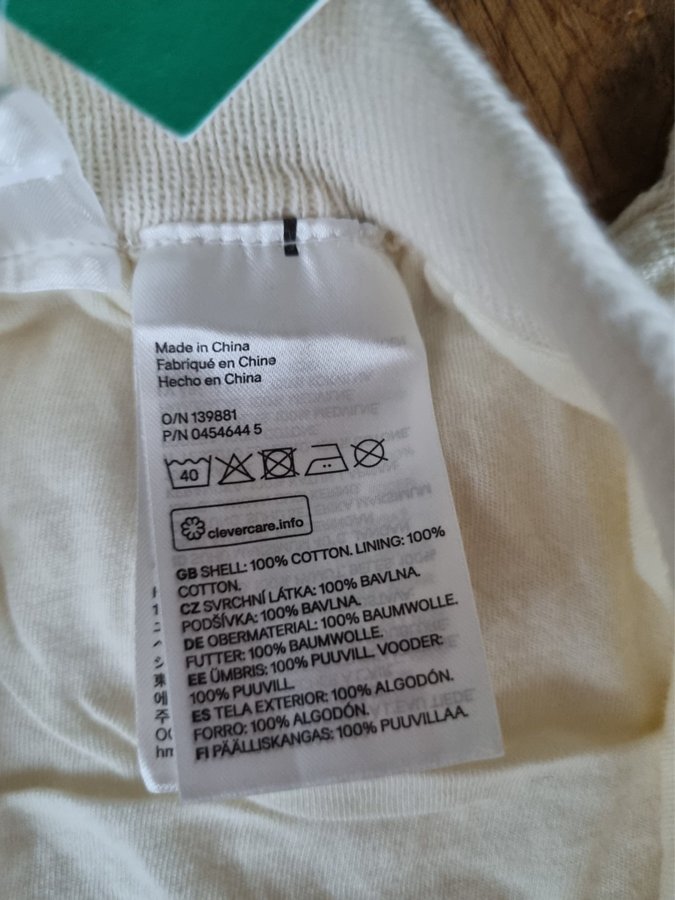 Made in China
Fabriqué en Chine
Hecho en China
O/N 139881
P/N 0454644 5
40
clevercare.info
GB SHELL: 100% COTTON. LINING: 100%
COTTON.
CZ SVRCHNÍ LÁTKA: 100% BAVLNA.
PODŠÍVKA: 100% BAVLNA.
DE OBERMATERIAL: 100% BAUMWOLLE.
FUTTER: 100% BAUMWOLLE.
EE ÜMBRIS: 100% PUUVILL. VOODER:
100% PUUVILL.
ES TELA EXTERIOR: 100% ALGODÓN.
FORRO: 100% ALGODÓN.
FI PÄÄLLISKANGAS: 100% PUUVILLAA.